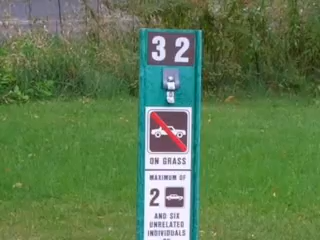 32
ON GRASS
MAXIMUM OF
2
AND SIX
UNRELATED
INDIVIDUALS